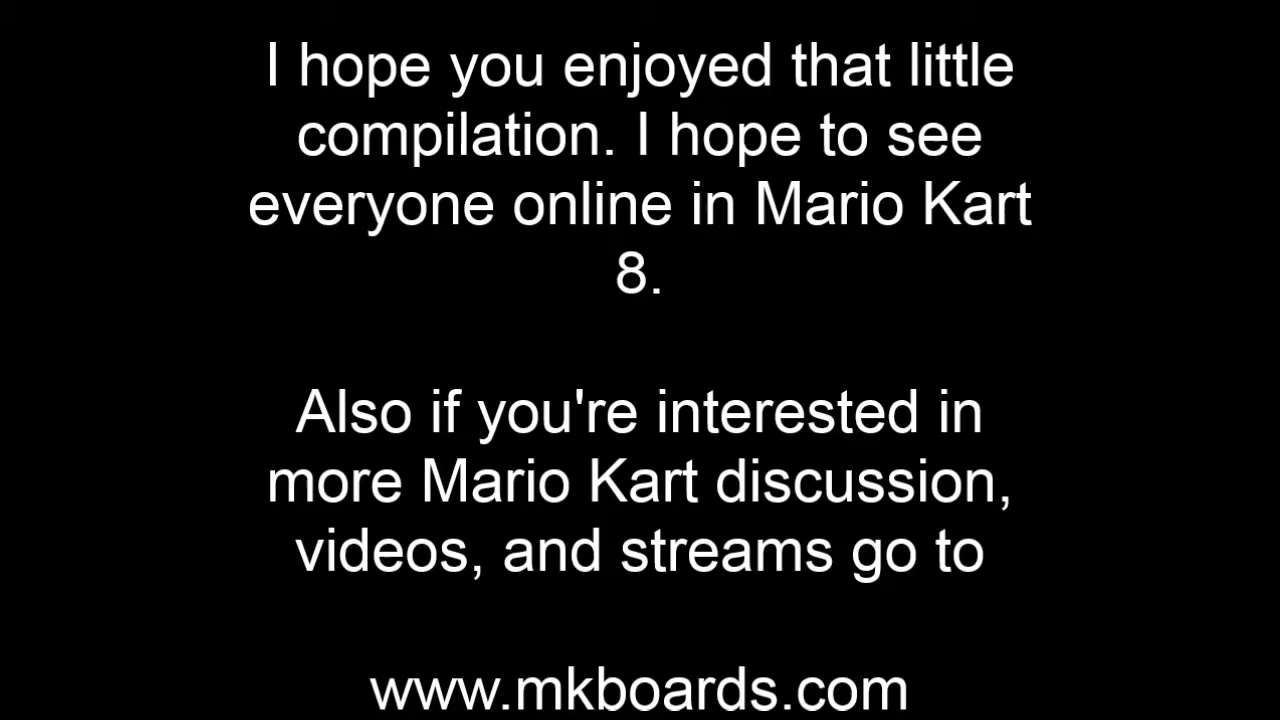 I hope you enjoyed that little
compilation. I hope to see
everyone online in Mario Kart
8.
Also if you're interested in
more Mario Kart discussion,
videos, and streams go to
www.mkboards.com